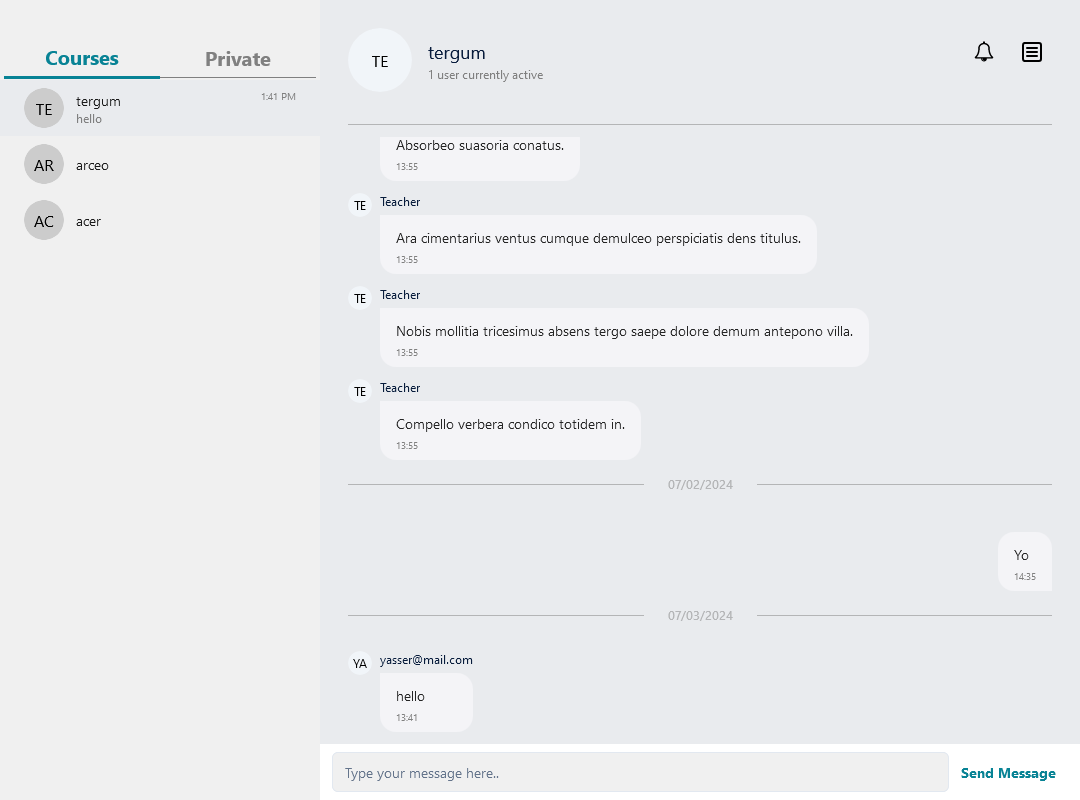 Courses
Private
TE
tergum
1:41 PM
hello
AR
arceo
AC
acer
TE
tergum
1 user currently active
Absorbeo suasoria conatus.
13:55
TE
Teacher
Ara cimentarius ventus cumque demulceo perspiciatis dens titulus.
13:55
TE
Teacher
Nobis mollitia tricesimus absens tergo saepe dolore demum antepono villa.
13:55
TE
Teacher
Compello verbera condico totidem in.
13:55
07/02/2024
Yo
14:35
07/03/2024
YA
yasser@mail.com
hello
13:41
Type your message here..
Send Message